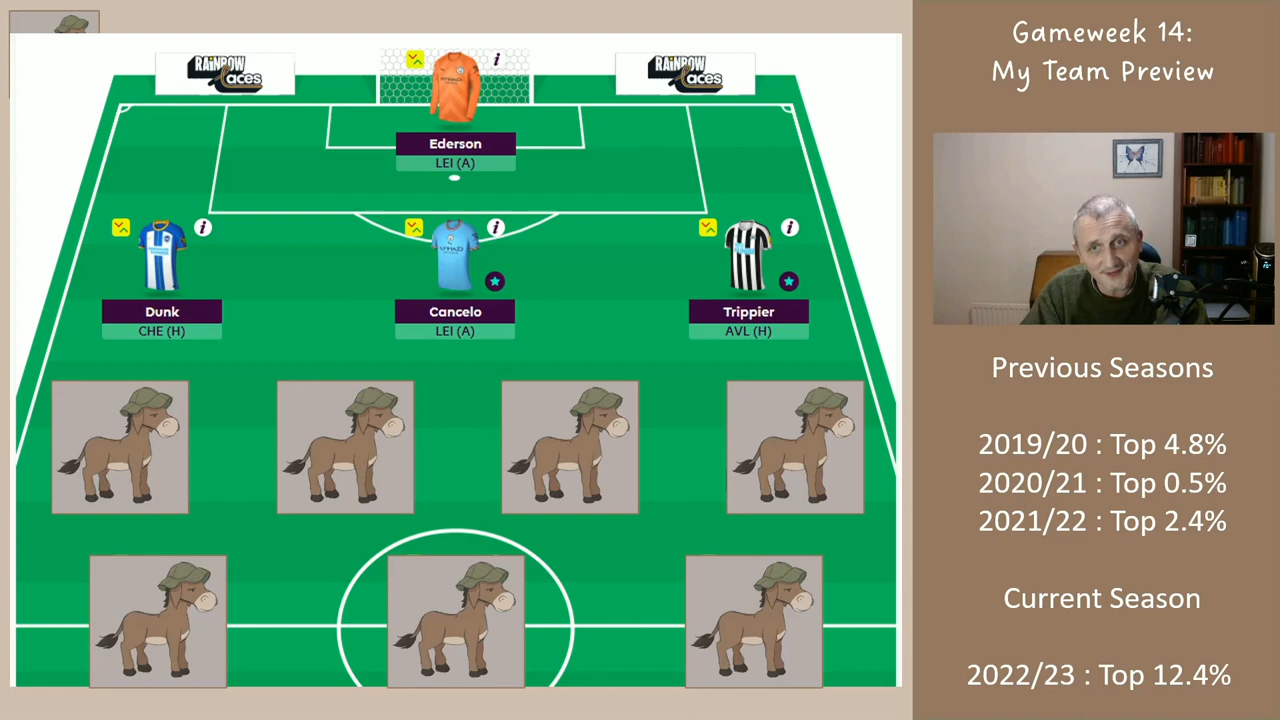 Gameweek 14:
My Team Preview
RAINBOW
Laces
RAINBOW
Laces
i
Ederson
LEI (A)
i
i
i
Dunk
CHE (H)
Cancelo
LEI (A)
Trippier
AVL (H)
Previous Seasons
2019/20 : Top 4.8%
2020/21 : Top 0.5%
2021/22 : Top 2.4%
Current Season
2022/23 : Top 12.4%